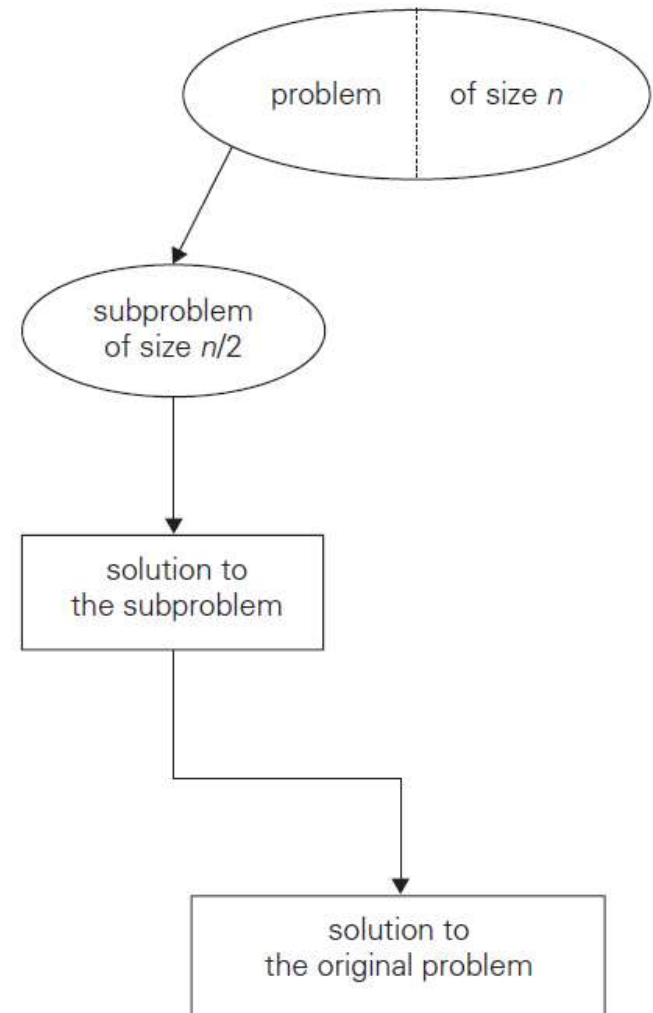 problem of size n
subproblem
of size n/2
solution to
the subproblem
solution to
the original problem